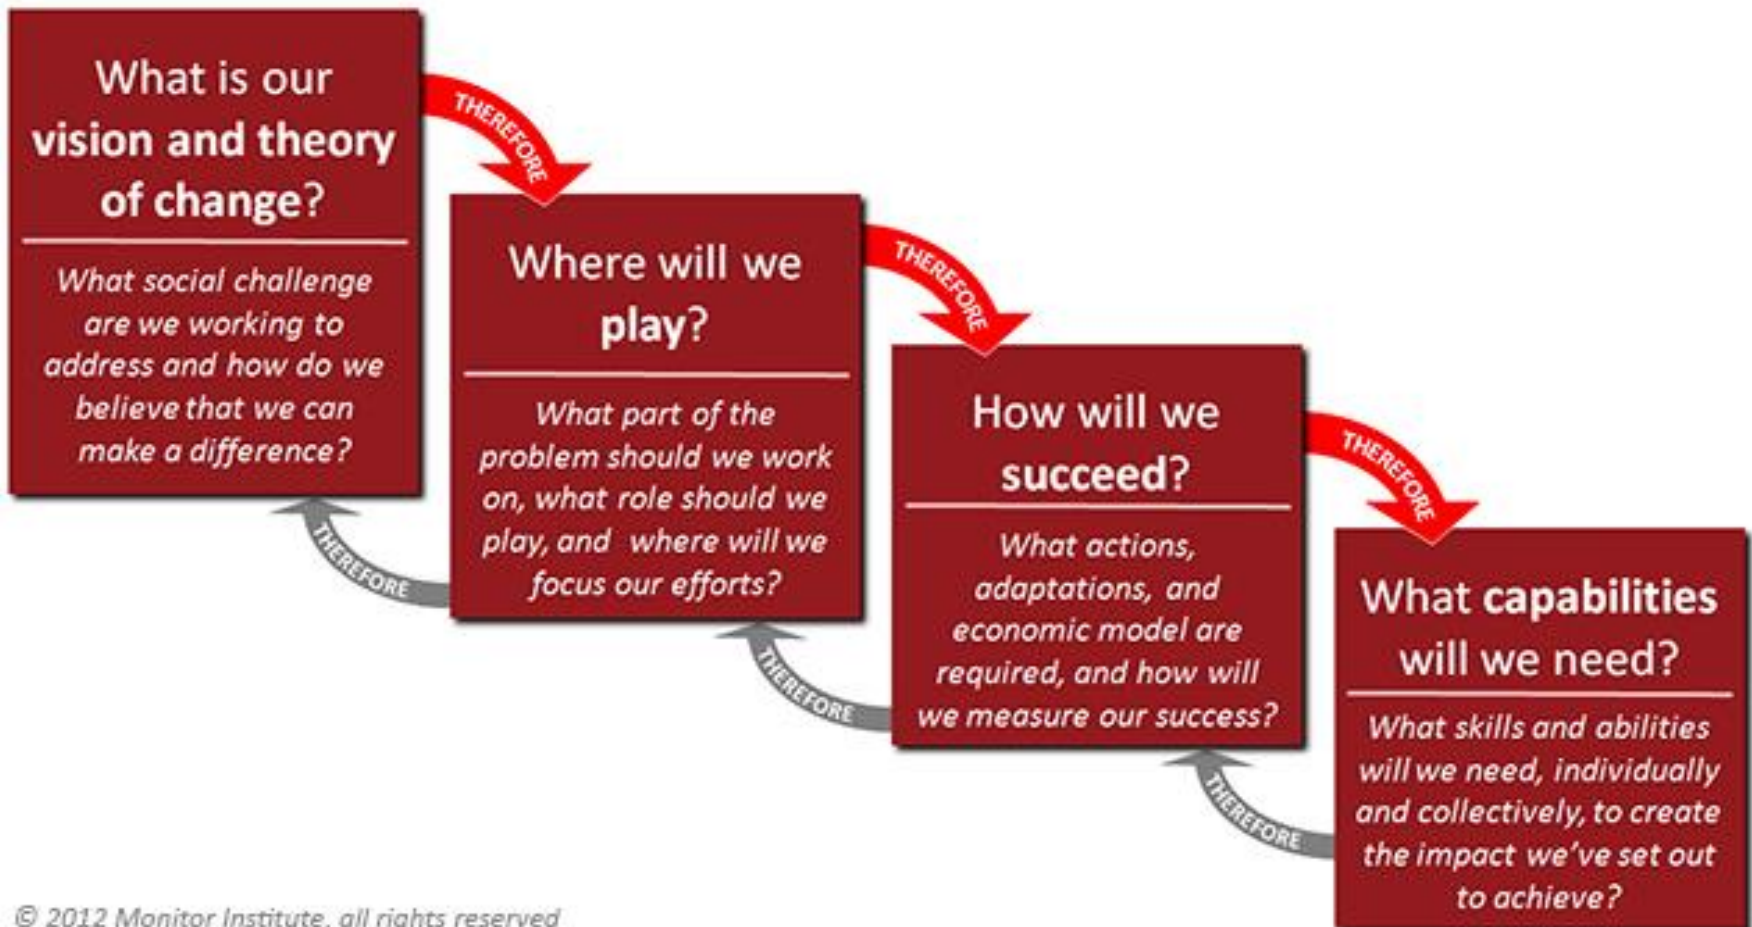 What is our
vision and theory
of change?
What social challenge
are we working to
address and how do we
believe that we can
make a difference?
THEREFORE
THEREFORE
Where will we
play?
What part of the
problem should we work
on, what role should we
play, and where will we
focus our efforts?
THEREFORE
THEREFORE
How will we
succeed?
What actions,
adaptations, and
economic model are
required, and how will
we measure our success?
THEREFORE
THEREFORE
What capabilities
will we need?
What skills and abilities
will we need, individually
and collectively, to create
the impact we've set out
to achieve?
© 2012 Monitor Institute, all rights reserved